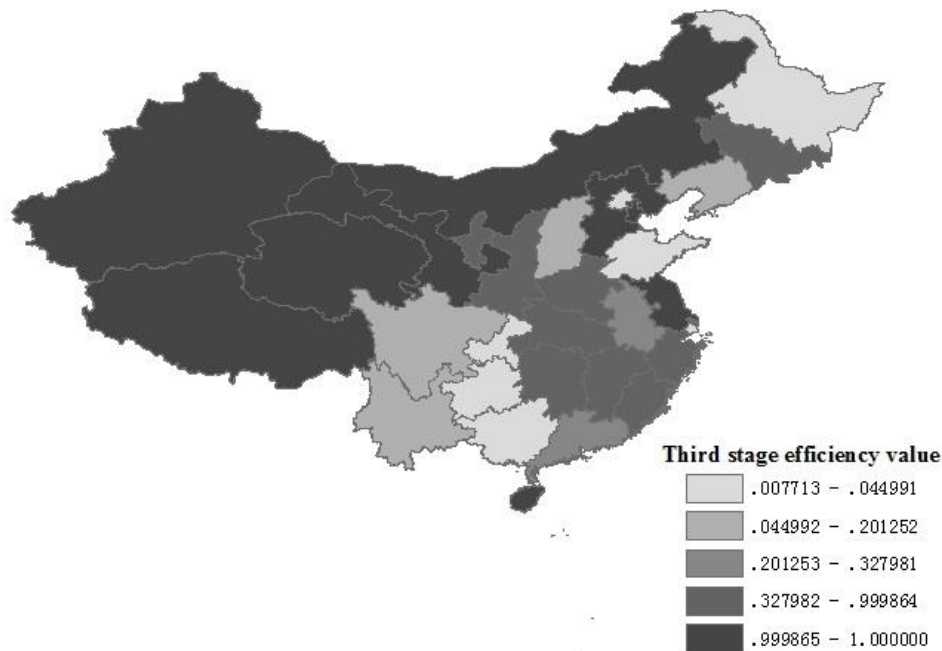 Third stage efficiency value
.007713 - .044991
.044992 - .201252
.201253 - .327981
.327982 - .999864
.999865 - 1.000000